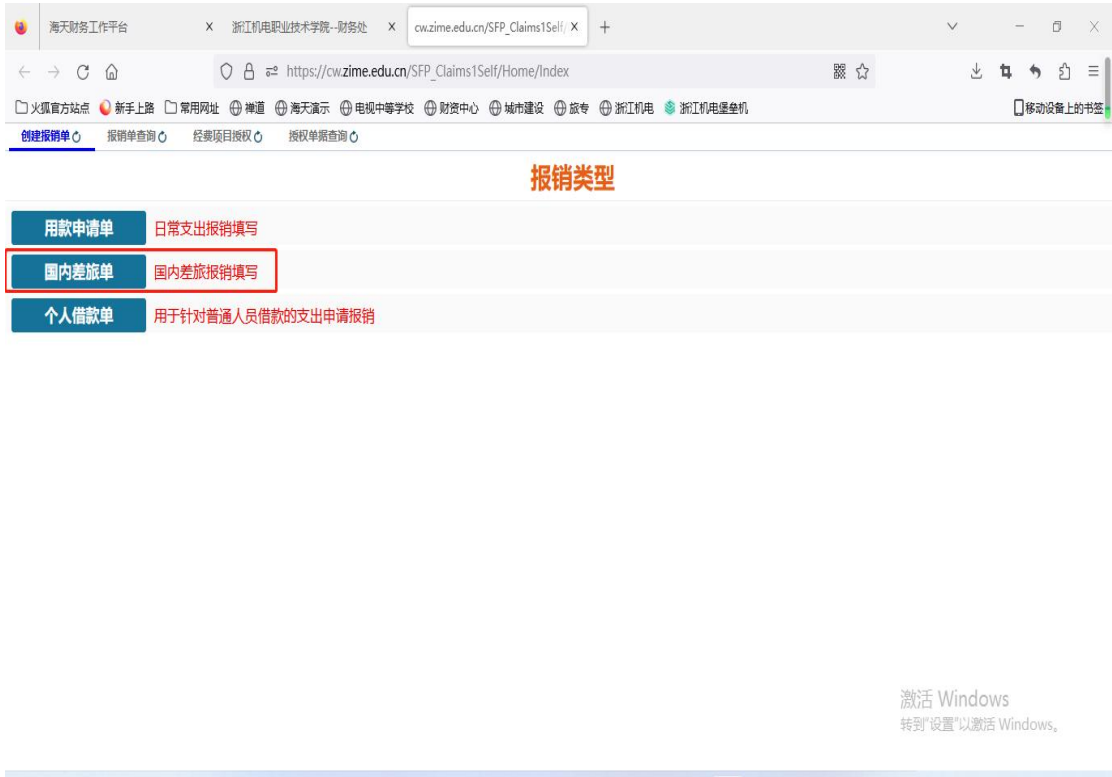 海天财务工作平台 浙江机电职业技术学院--财务处 cw.zime.edu.cn/SFP_Claims1Self/
https://cw.zime.edu.cn/SFP_Claims1Self/Home/Index
火狐官方站点 新手上路 常用网址 禅道 海天演示 电视中等学校 财资中心 城市建设 旅专 浙江机电 浙江机电堡垒机 移动设备上的书签
创建报销单 报销单查询 经费项目授权 授权单据查询
报销类型
用款申请单 日常支出报销填写
国内差旅单 国内差旅报销填写
个人借款单 用于针对普通人员借款的支出申请报销
激活 Windows
转到"设置"以激活 Windows。